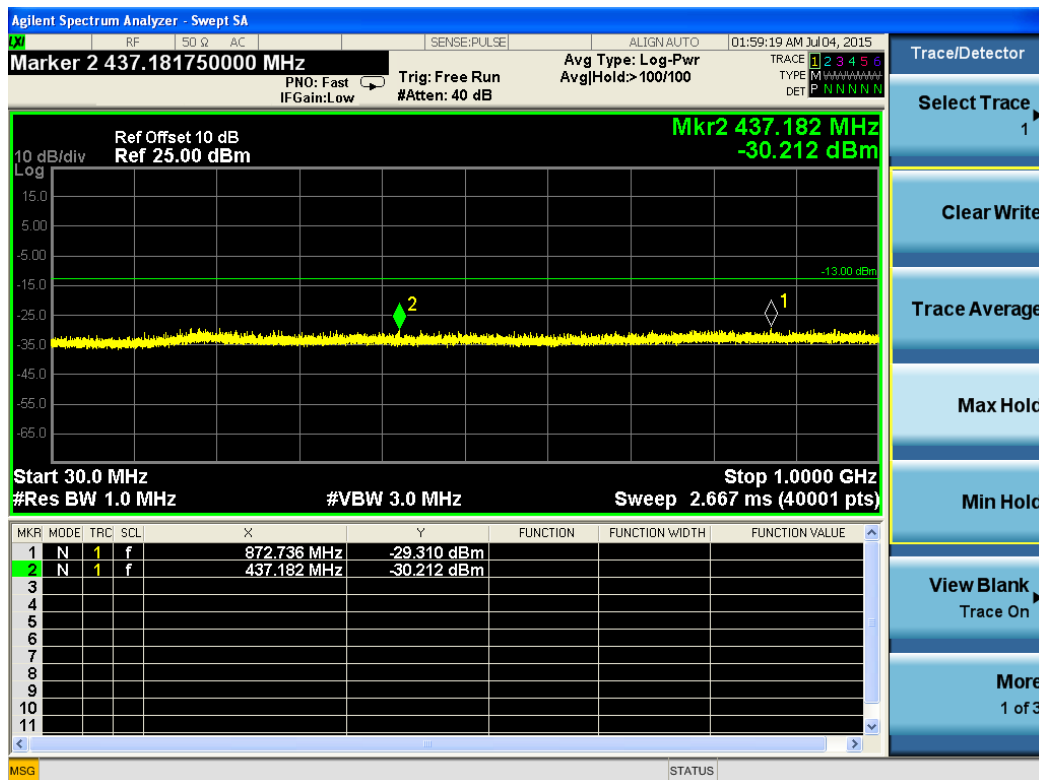 Agilent Spectrum Analyzer - Swept SA
LXI RF 50 Ω AC SENSE:PULSE ALIGN AUTO 01:59:19 AM Jul 04, 2015
Marker 2 437.181750000 MHz
PNO: Fast
IFGain:Low
Trig: Free Run
#Atten: 40 dB
Avg Type: Log-Pwr
Avg|Hold:> 100/100
TRACE 1 2 3 4 5 6
TYPE M
DET P N N N N N
Mkr2 437.182 MHz
-30.212 dBm
Ref Offset 10 dB
10 dB/div Ref 25.00 dBm
Log
15.0
5.00
-5.00
-13.00 dBm
-15.0
2
1
-25.0
-35.0
-45.0
-55.0
-65.0
Start 30.0 MHz Stop 1.0000 GHz
#Res BW 1.0 MHz #VBW 3.0 MHz Sweep 2.667 ms (40001 pts)
MKR MODE TRC SCL X Y FUNCTION FUNCTION WIDTH FUNCTION VALUE
1 N 1 f 872.736 MHz -29.310 dBm
2 N 1 f 437.182 MHz -30.212 dBm
3
4
5
6
7
8
9
10
11
MSG STATUS
Trace/Detector
Select Trace
1
Clear Write
Trace Average
Max Hold
Min Hold
View Blank
Trace On
More
1 of 3